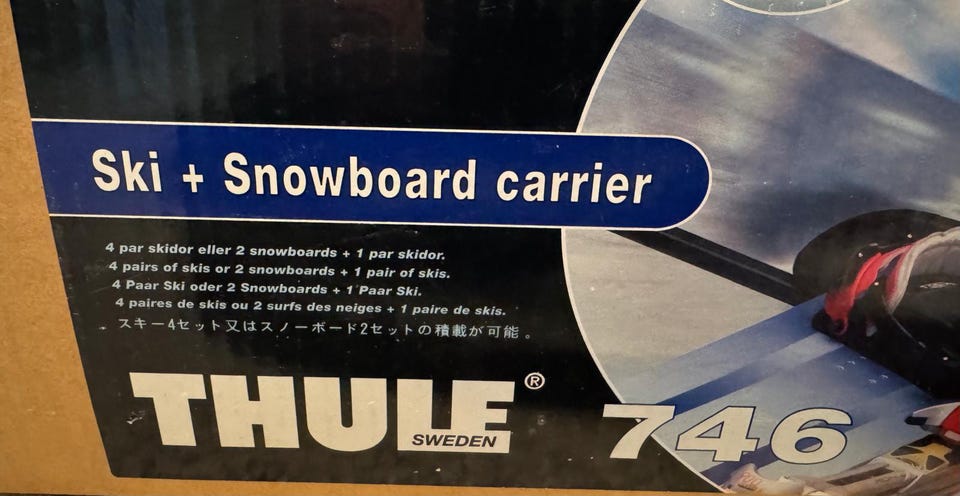 Ski + Snowboard carrier
4 par skidor eller 2 snowboards + 1 par skidor.
4 pairs of skis or 2 snowboards + 1 pair of skis.
4 Paar Ski oder 2 Snowboards + 1 Paar Ski.
4 paires de skis ou 2 surfs des neiges + 1 paire de skis.
スキー4セット又はスノーボード2セットの積載が可能。
THULE®
SWEDEN
746